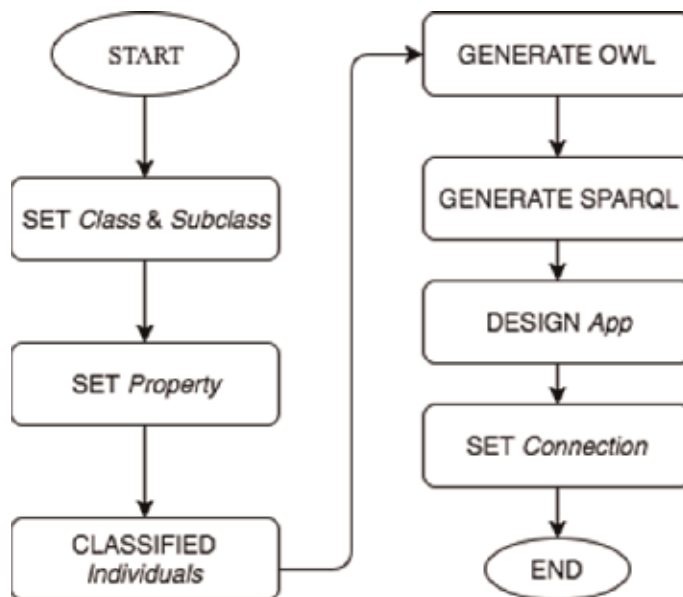 START
SET Class & Subclass
SET Property
CLASSIFIED
Individuals
GENERATE OWL
GENERATE SPARQL
DESIGN App
SET Connection
END